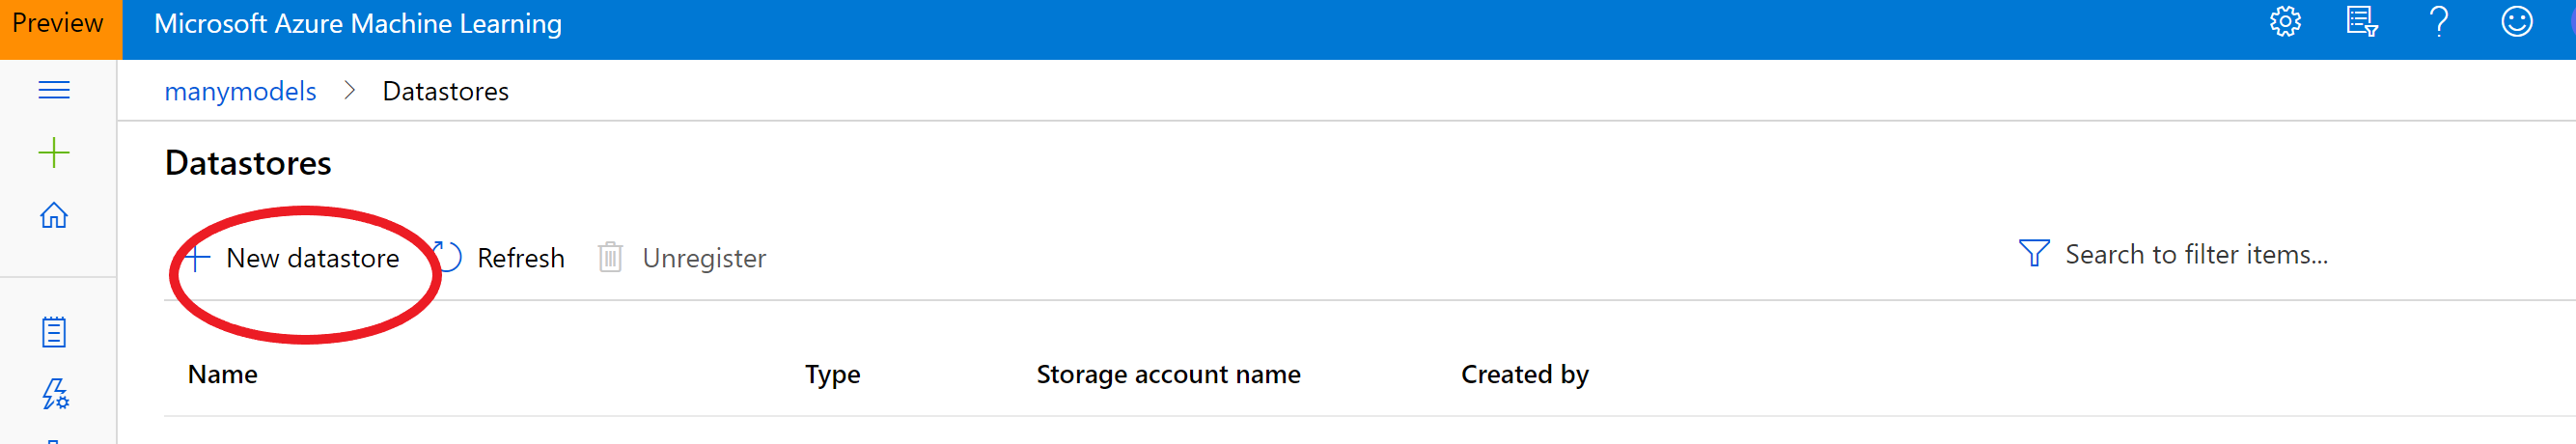 Preview Microsoft Azure Machine Learning
manymodels > Datastores
Datastores
New datastore Refresh Unregister Search to filter items...
Name Type Storage account name Created by